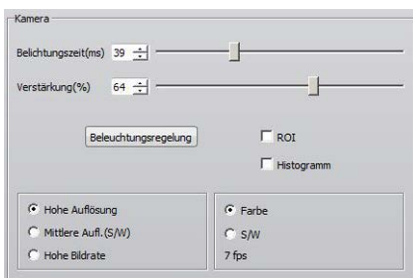 Kamera
Belichtungszeit(ms) 39
Verstärkung(%) 64
Beleuchtungsregelung
ROI
Histogramm
Hohe Auflösung
Mittlere Aufl.(S/W)
Hohe Bildrate
Farbe
S/W
7 fps